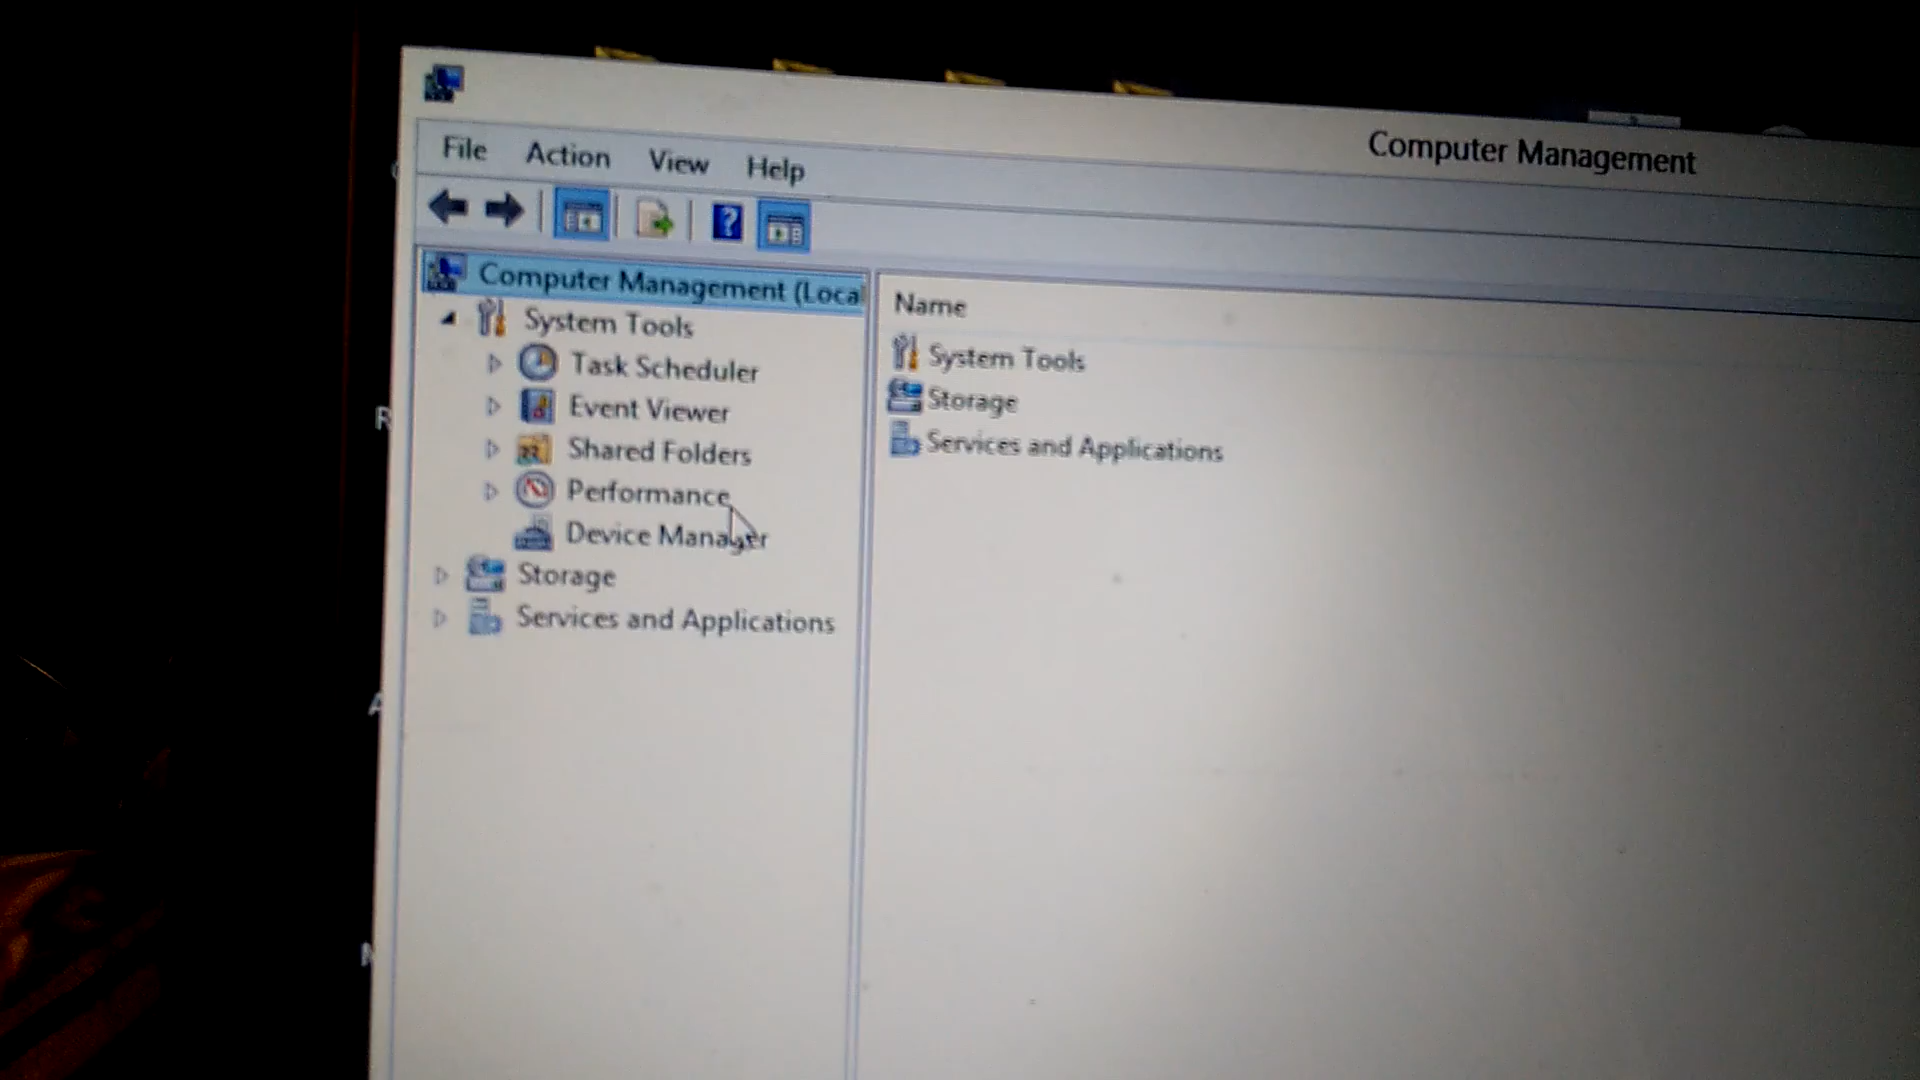 Computer Management
File Action View Help
Computer Management (Loca
System Tools
Task Scheduler
Event Viewer
Shared Folders
Performance
Device Manager
Storage
Services and Applications
Name
System Tools
Storage
Services and Applications
R
A
N